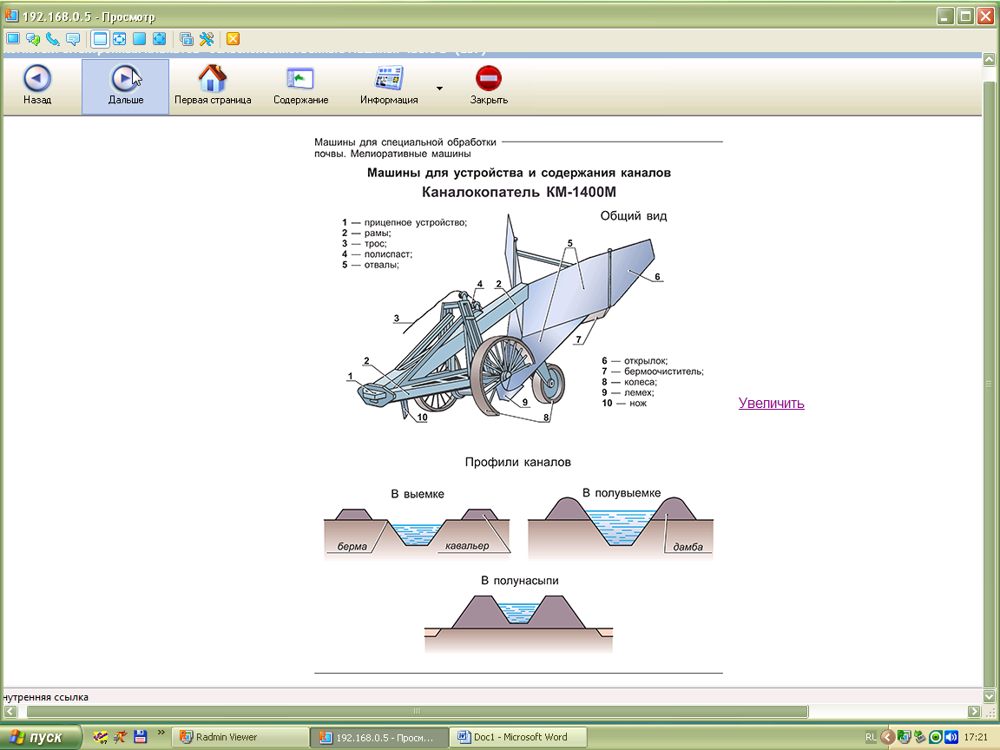 192.168.0.5 - Просмотр
Назад
Дальше
Первая страница
Содержание
Информация
Закрыть
Машины для специальной обработки
почвы. Мелиоративные машины
Машины для устройства и содержания каналов
Каналокопатель КМ-1400М
Общий вид
1 — прицепное устройство;
2 — рамы;
3 — трос;
4 — полиспаст;
5 — отвалы;
5
6
4
2
3
7
2
1
9
10
8
6 — открылок;
7 — бермоочиститель;
8 — колеса;
9 — лемех;
10 — нож
Увеличить
Профили каналов
В выемке
В полувыемке
берма
кавальер
дамба
В полунасыпи
нутренняя ссылка
пуск
07
»
Radmin Viewer
192.168.0.5 - Просм...
Doc1 - Microsoft Word
RL
17:21